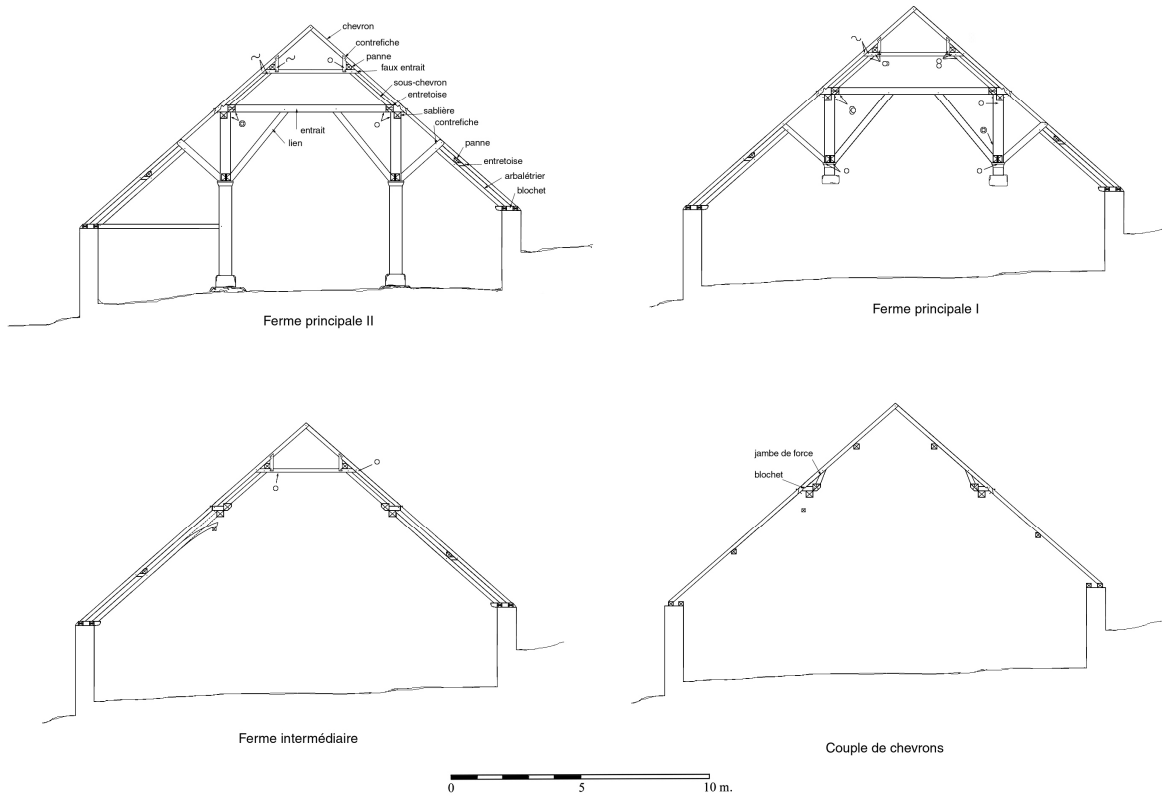 chevron
contrefiche
panne
faux entrait
sous-chevron
entretoise
sablière
contrefiche
entrait
lien
panne
entretoise
arbalétrier
blochet
Ferme principale II
Ferme principale I
jambe de force
blochet
Ferme intermédiaire
Couple de chevrons
0 5 10 m.